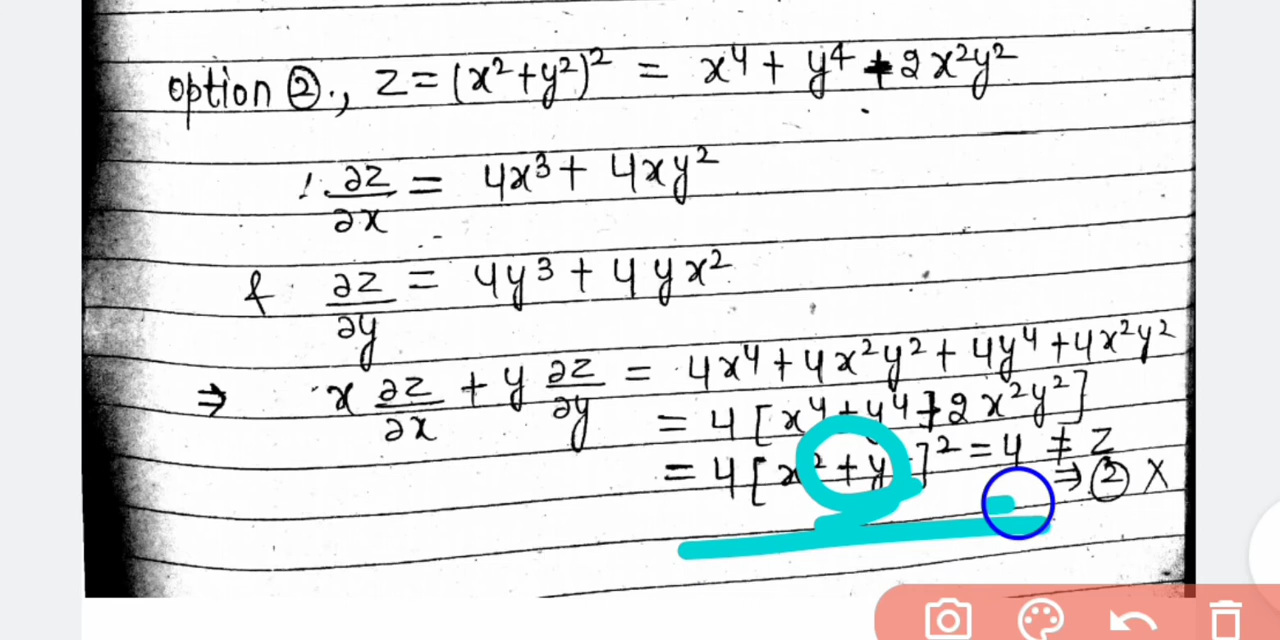 option ②., z = (x²+y²)² = x⁴ + y⁴ + 2x²y²
∴ ∂z/∂x = 4x³ + 4xy²
& ∂z/∂y = 4y³ + 4yx²
⇒ x ∂z/∂x + y ∂z/∂y = 4x⁴ + 4x²y² + 4y⁴ + 4x²y²
= 4[x⁴ + y⁴ + 2x²y²]
= 4[x² + y]² = 4 ≠ z
⇒ ② X